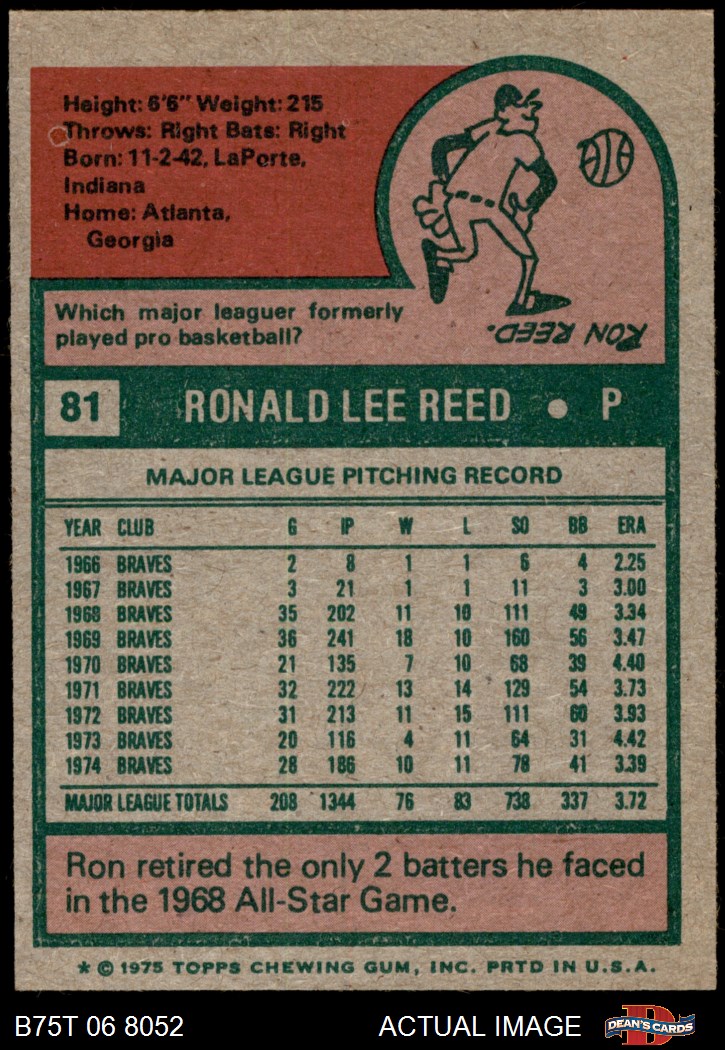 Height: 6'6" Weight: 215
Throws: Right Bats: Right
Born: 11-2-42, LaPorte,
Indiana
Home: Atlanta,
Georgia
Which major leaguer formerly
played pro basketball?
RON REED.
81 RONALD LEE REED • P
MAJOR LEAGUE PITCHING RECORD
YEAR CLUB G IP W L SO BB ERA
1966 BRAVES 2 8 1 1 6 4 2.25
1967 BRAVES 3 21 1 1 11 3 3.00
1968 BRAVES 35 202 11 10 111 49 3.34
1969 BRAVES 36 241 18 10 160 56 3.47
1970 BRAVES 21 135 7 10 68 39 4.40
1971 BRAVES 32 222 13 14 129 54 3.73
1972 BRAVES 31 213 11 15 111 60 3.93
1973 BRAVES 20 116 4 11 64 31 4.42
1974 BRAVES 28 186 10 11 78 41 3.39
MAJOR LEAGUE TOTALS 208 1344 76 83 738 337 3.72
Ron retired the only 2 batters he faced
in the 1968 All-Star Game.
* © 1975 TOPPS CHEWING GUM, INC. PRTD IN U.S.A.
B75T 06 8052 ACTUAL IMAGE
D
DEAN'S CARDS